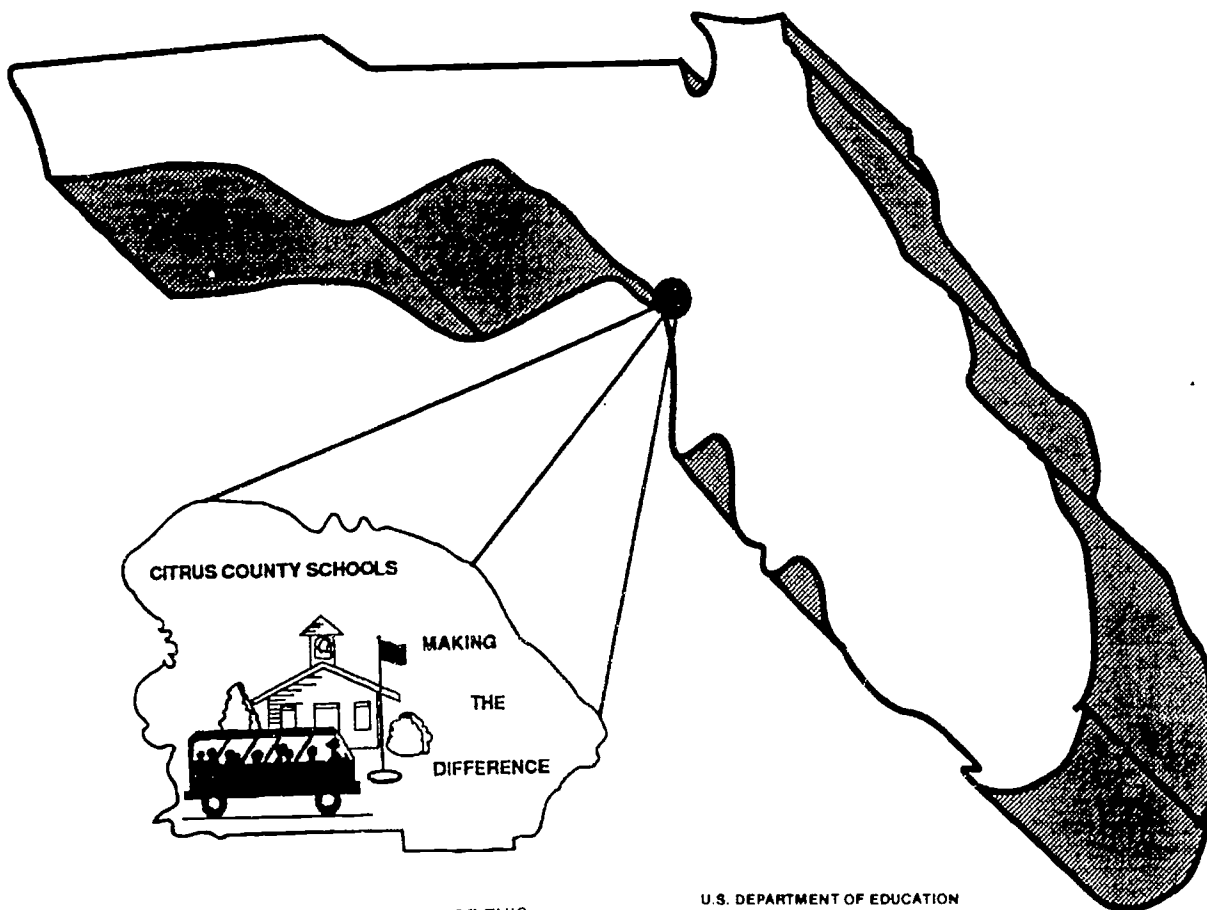 CITRUS COUNTY SCHOOLS
MAKING
THE
DIFFERENCE
U.S. DEPARTMENT OF EDUCATION